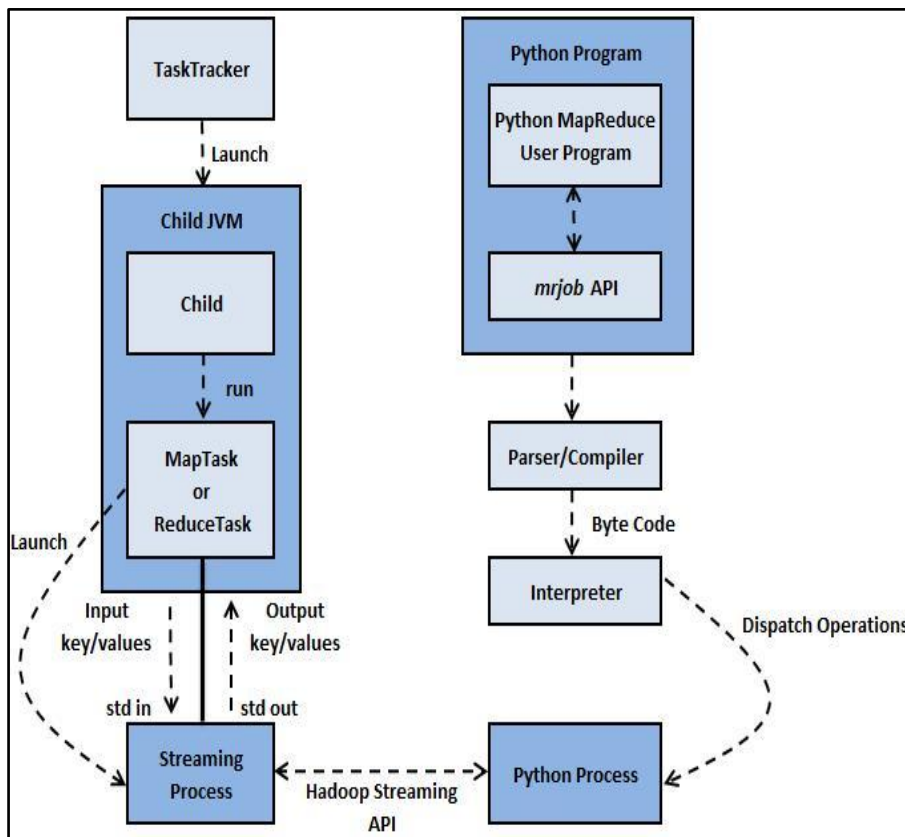 TaskTracker
Launch
Child JVM
Child
run
MapTask
or
ReduceTask
Launch
Input
key/values
Output
key/values
std in
std out
Streaming
Process
Hadoop Streaming
API
Python Program
Python MapReduce
User Program
mrjob API
Parser/Compiler
Byte Code
Interpreter
Dispatch Operations
Python Process